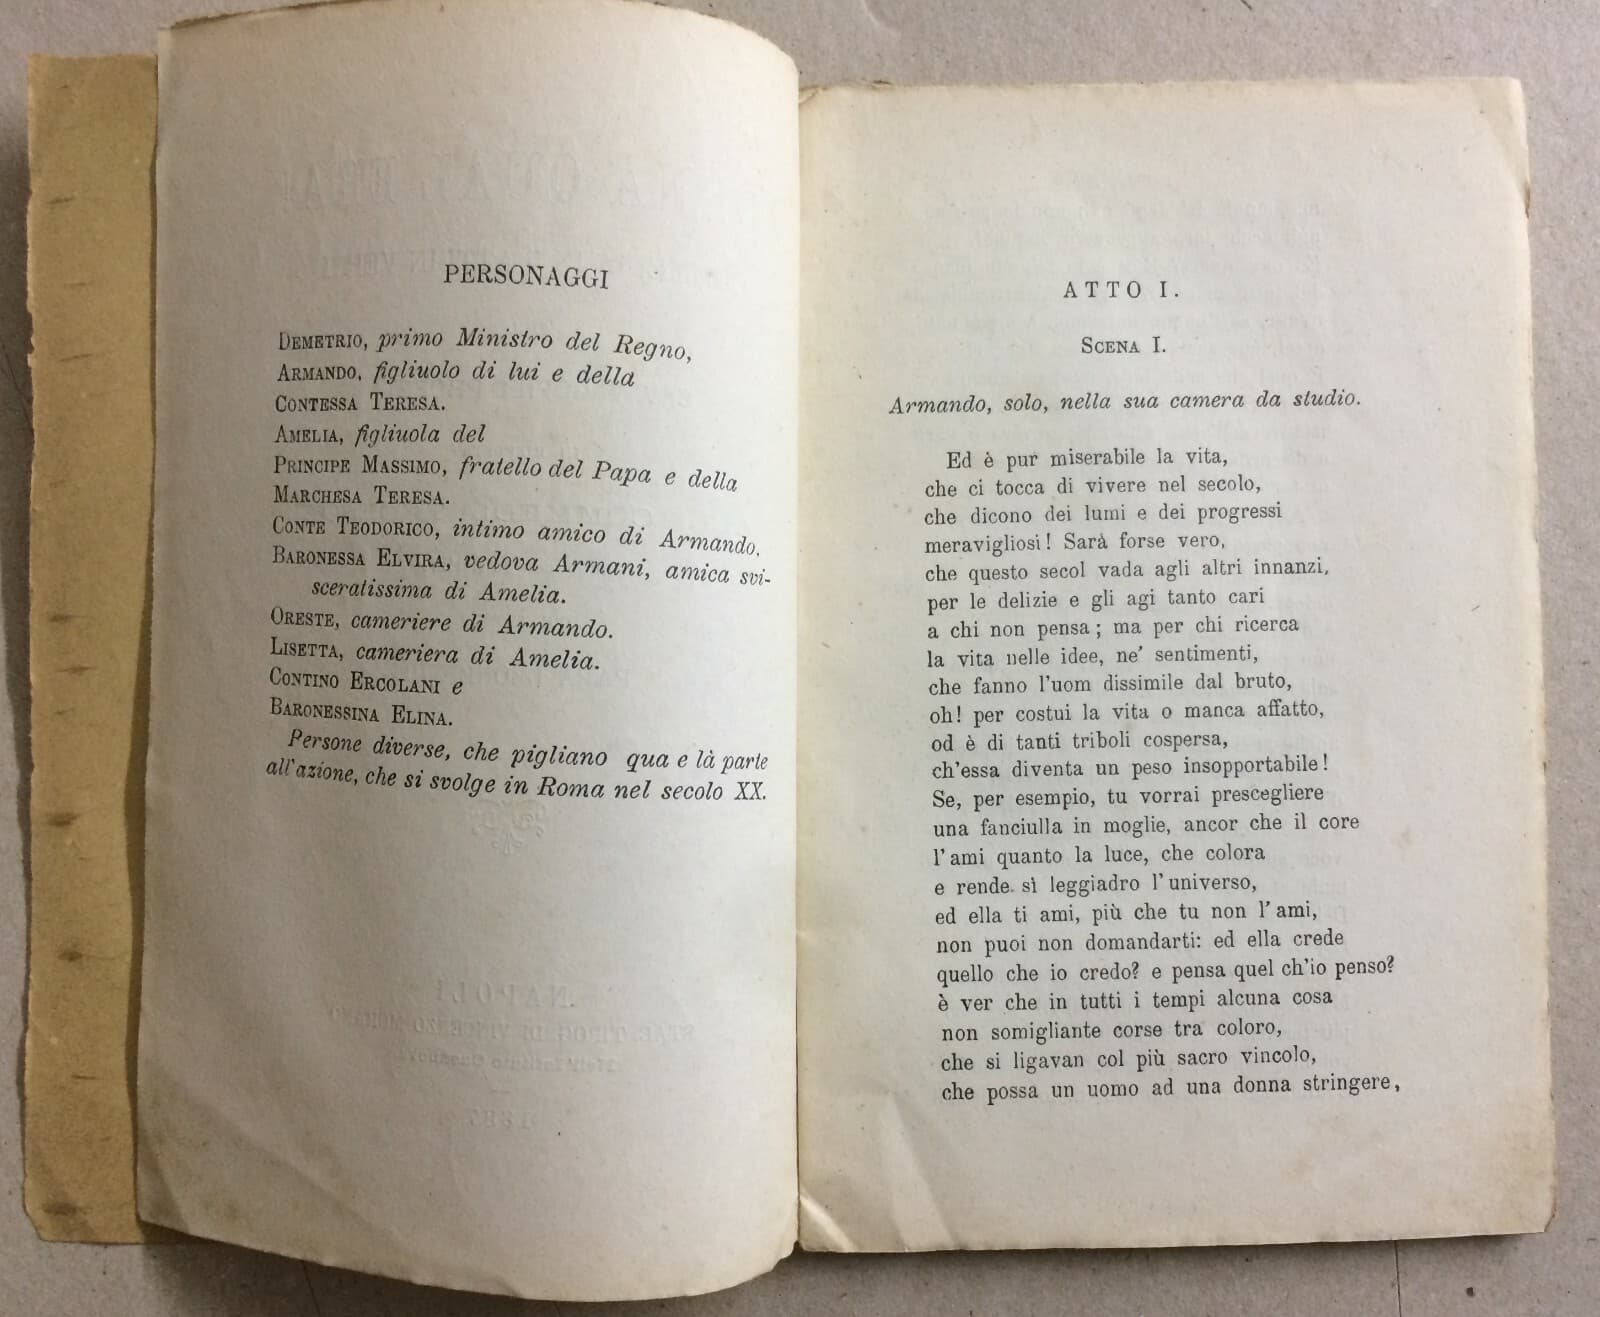 PERSONAGGI
DEMETRIO, primo Ministro del Regno,
ARMANDO, figliuolo di lui e della
CONTESSA TERESA.
AMELIA, figliuola del
PRINCIPE MASSIMO, fratello del Papa e della
MARCHESA TERESA.
CONTE TEODORICO, intimo amico di Armando.
BARONESSA ELVIRA, vedova Armani, amica svi-
sceratissima di Amelia.
ORESTE, cameriere di Armando.
LISETTA, cameriera di Amelia.
CONTINO ERCOLANI e
BARONESSINA ELINA.
Persone diverse, che pigliano qua e là parte
all'azione, che si svolge in Roma nel secolo XX.
ATTO I.
SCENA I.
Armando, solo, nella sua camera da studio.
Ed è pur miserabile la vita,
che ci tocca di vivere nel secolo,
che dicono dei lumi e dei progressi
meravigliosi! Sarà forse vero,
che questo secol vada agli altri innanzi,
per le delizie e gli agi tanto cari
a chi non pensa; ma per chi ricerca
la vita nelle idee, ne' sentimenti,
che fanno l'uom dissimile dal bruto,
oh! per costui la vita o manca affatto,
od è di tanti triboli cospersa,
ch'essa diventa un peso insopportabile!
Se, per esempio, tu vorrai prescegliere
una fanciulla in moglie, ancor che il core
l'ami quanto la luce, che colora
e rende sì leggiadro l'universo,
ed ella ti ami, più che tu non l'ami,
non puoi non domandarti: ed ella crede
quello che io credo? e pensa quel ch'io penso?
è ver che in tutti i tempi alcuna cosa
non somigliante corse tra coloro,
che si ligavan col più sacro vincolo,
che possa un uomo ad una donna stringere,